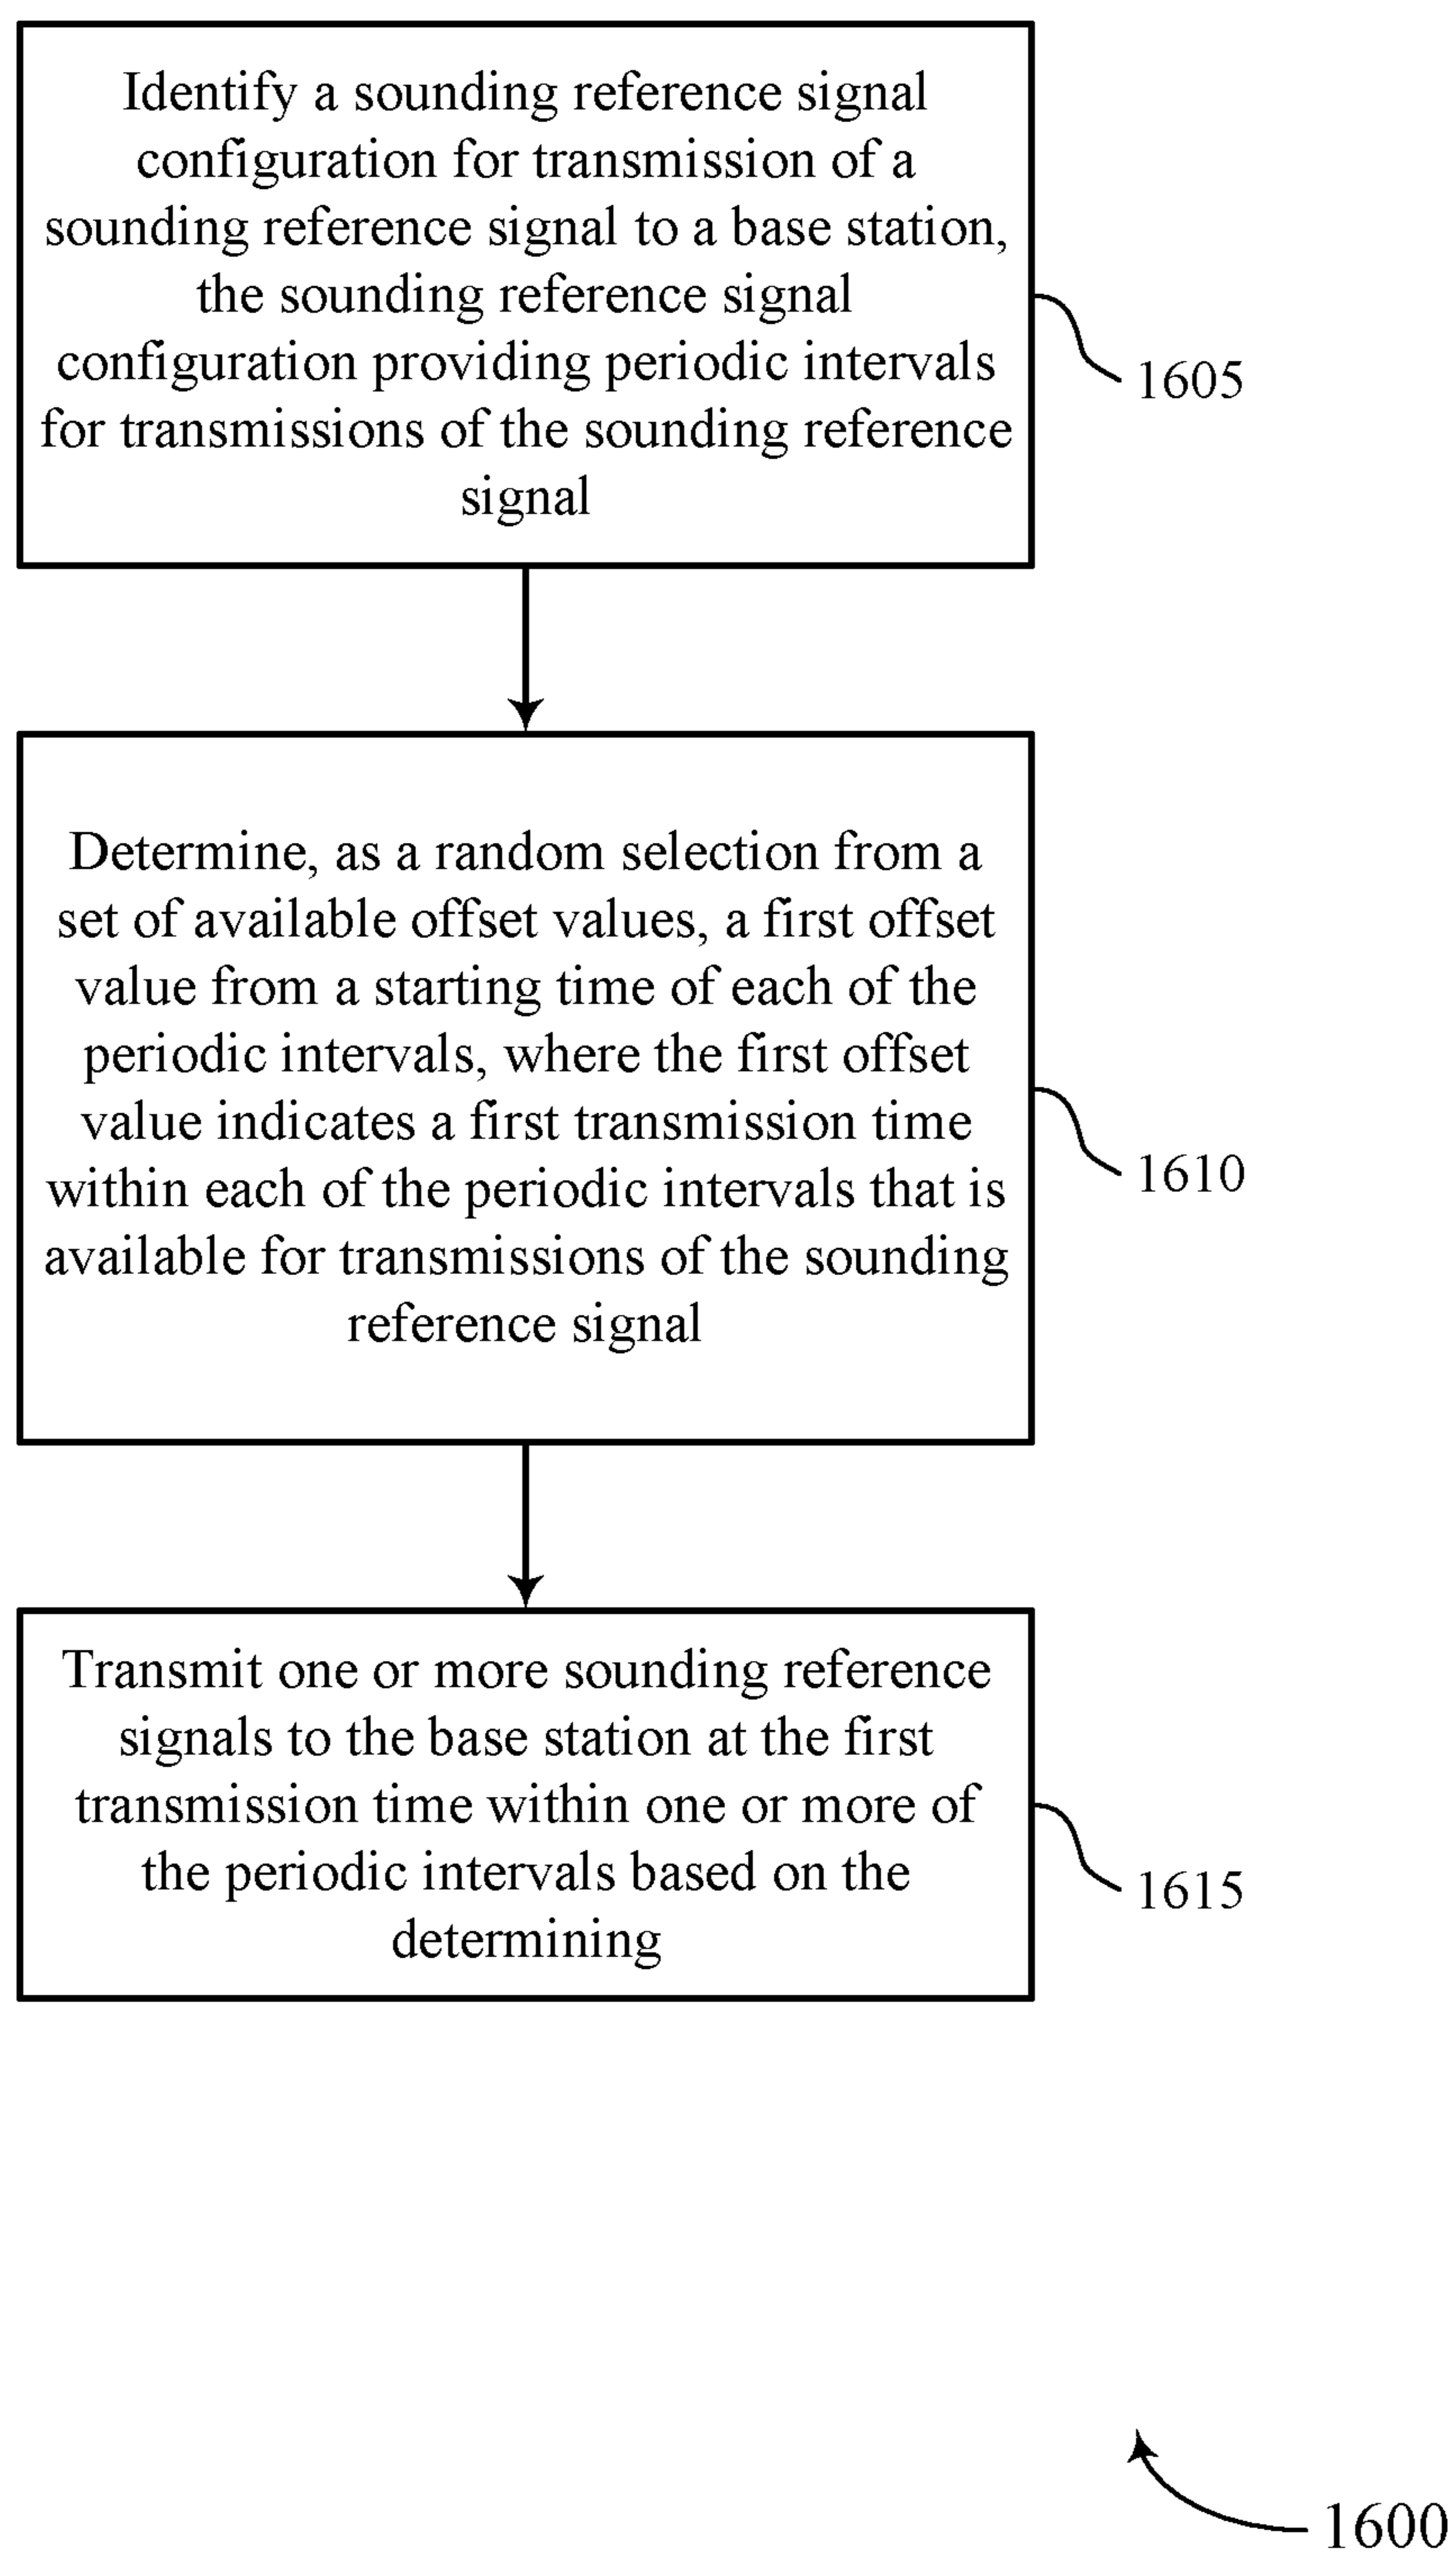 Identify a sounding reference signal
configuration for transmission of a
sounding reference signal to a base station,
the sounding reference signal
configuration providing periodic intervals
for transmissions of the sounding reference
signal
1605
Determine, as a random selection from a
set of available offset values, a first offset
value from a starting time of each of the
periodic intervals, where the first offset
value indicates a first transmission time
within each of the periodic intervals that is
available for transmissions of the sounding
reference signal
1610
Transmit one or more sounding reference
signals to the base station at the first
transmission time within one or more of
the periodic intervals based on the
determining
1615
1600